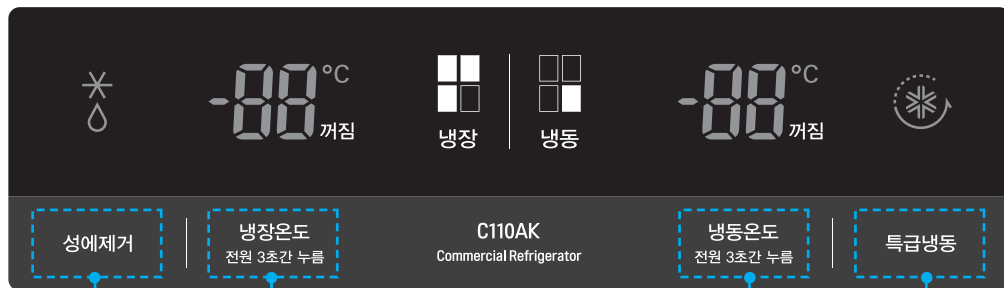 -88°C
꺼짐
냉장
냉동
-88°C
꺼짐
성에제거
냉장온도
전원 3초간 누름
C110AK
Commercial Refrigerator
냉동온도
전원 3초간 누름
특급냉동